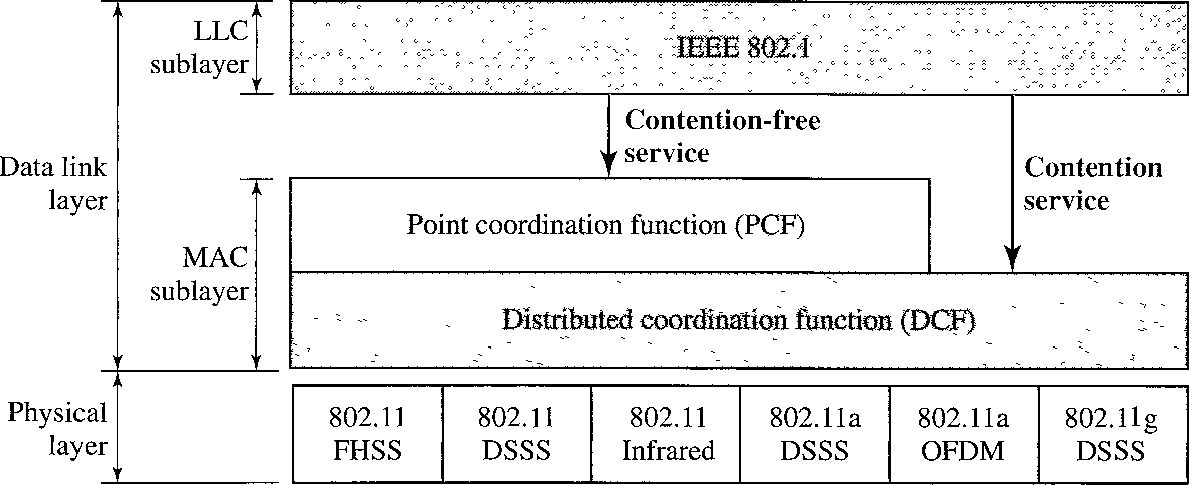 LLC
sublayer
IEEE 802.1
Contention-free
service
Contention
service
Data link
layer
Point coordination function (PCF)
MAC
sublayer
Distributed coordination function (DCF)
Physical
layer
802.11
FHSS
802.11
DSSS
802.11
Infrared
802.11a
DSSS
802.11a
OFDM
802.11g
DSSS